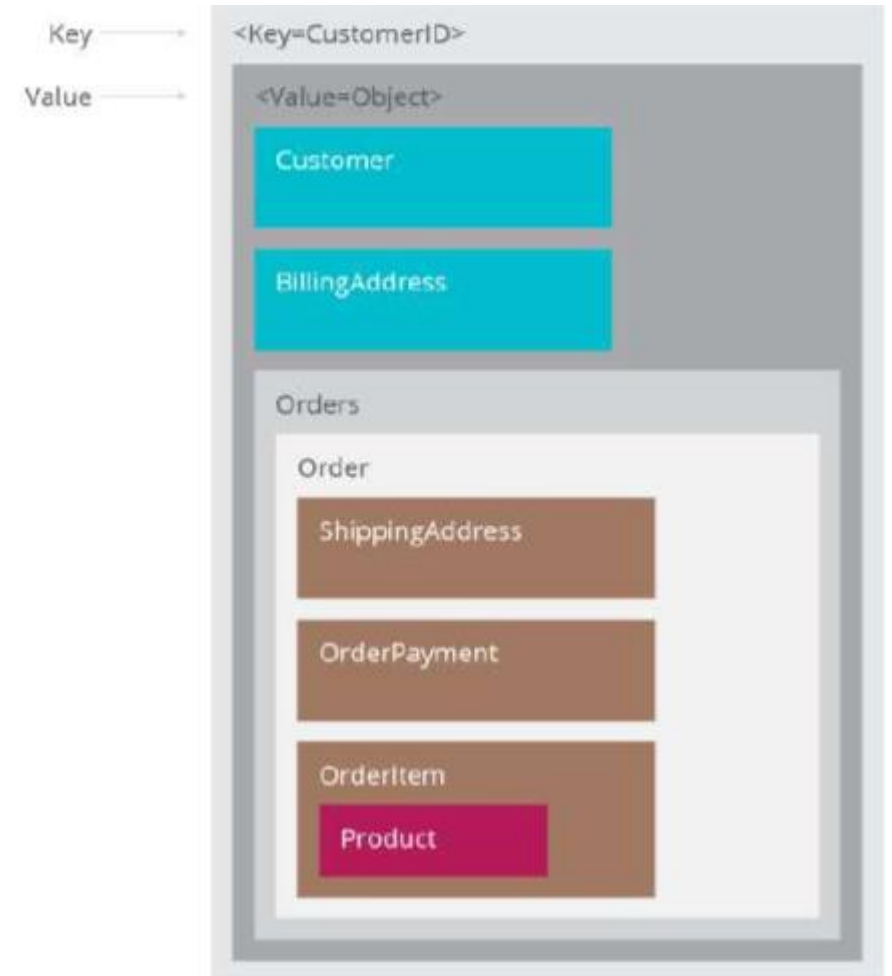 Key
<Key=CustomerID>
Value
<Value=Object>
Customer
BillingAddress
Orders
Order
ShippingAddress
OrderPayment
OrderItem
Product